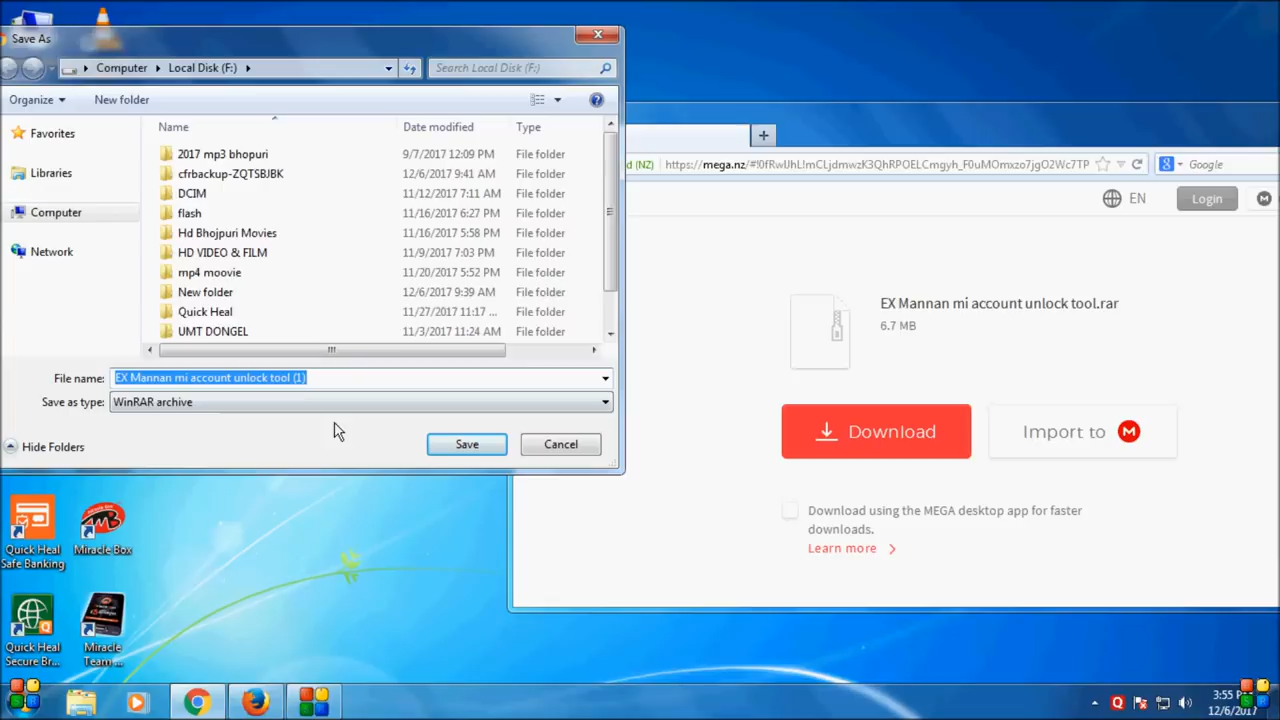 Save As
Computer
Local Disk (F:)
Search Local Disk (F:)
Organize
New folder
Name
Date modified
Type
Favorites
Libraries
Computer
Network
2017 mp3 bhopuri 9/7/2017 12:09 PM File folder
cfrbackup-ZQTSBJBK 12/6/2017 9:41 AM File folder
DCIM 11/12/2017 7:11 AM File folder
flash 11/16/2017 6:27 PM File folder
Hd Bhojpuri Movies 11/16/2017 5:58 PM File folder
HD VIDEO & FILM 11/9/2017 7:03 PM File folder
mp4 moovie 11/20/2017 5:52 PM File folder
New folder 12/6/2017 9:39 AM File folder
Quick Heal 11/27/2017 11:17 ... File folder
UMT DONGEL 11/3/2017 11:24 AM File folder
File name: EX Mannan mi account unlock tool (1)
Save as type: WinRAR archive
Hide Folders
Save
Cancel
d (NZ)
Google
EN
Login
M
EX Mannan mi account unlock tool.rar
6.7 MB
Download
Import to M
Download using the MEGA desktop app for faster
downloads.
Learn more
Quick Heal
Safe Banking
Miracle Box
Quick Heal
Secure Br...
Miracle
Team ...
3:55 P
12/6/2017